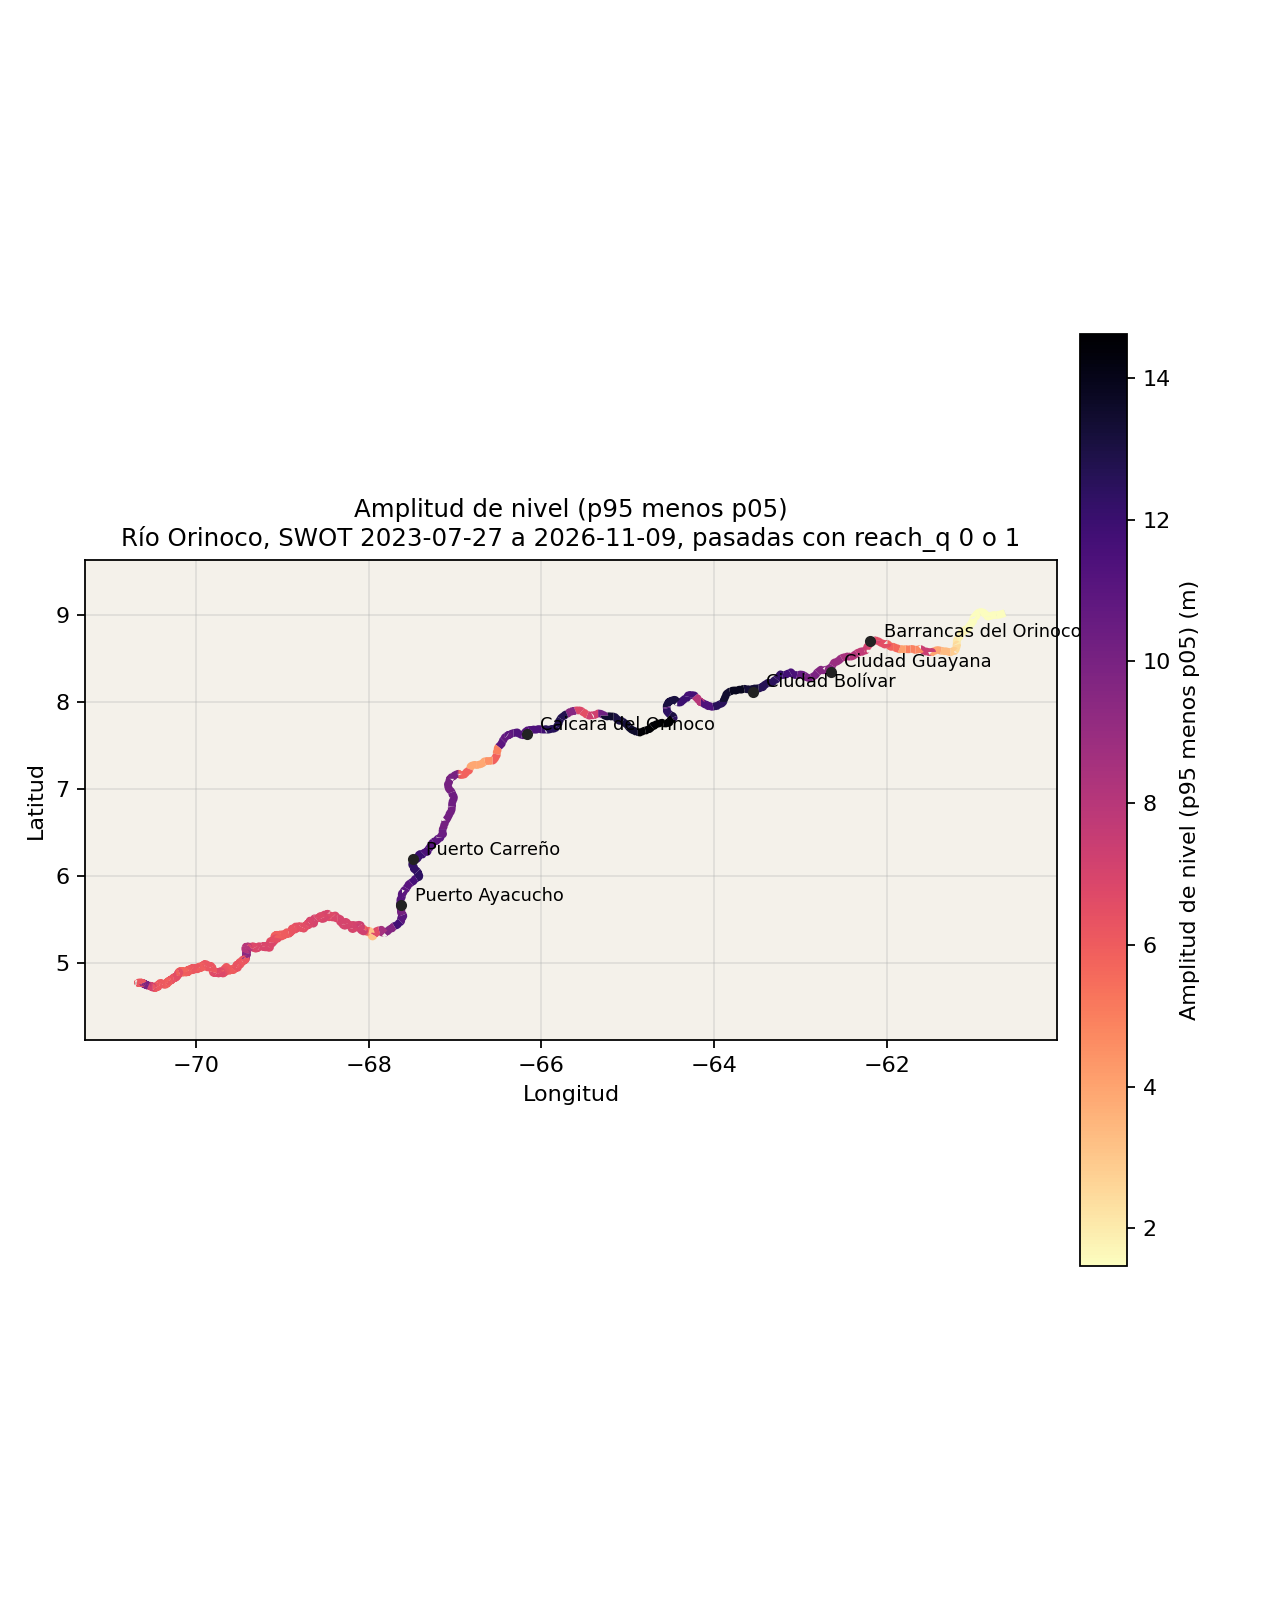 Amplitud de nivel (p95 menos p05)
Río Orinoco, SWOT 2023-07-27 a 2026-11-09, pasadas con reach_q 0 o 1
9
8
7
6
5
Latitud
Barrancas del Orinoco
Ciudad Guayana
Ciudad Bolívar
Caicara del Orinoco
Puerto Carreño
Puerto Ayacucho
−70
−68
−66
−64
−62
Longitud
14
12
10
8
6
4
2
Amplitud de nivel (p95 menos p05) (m)